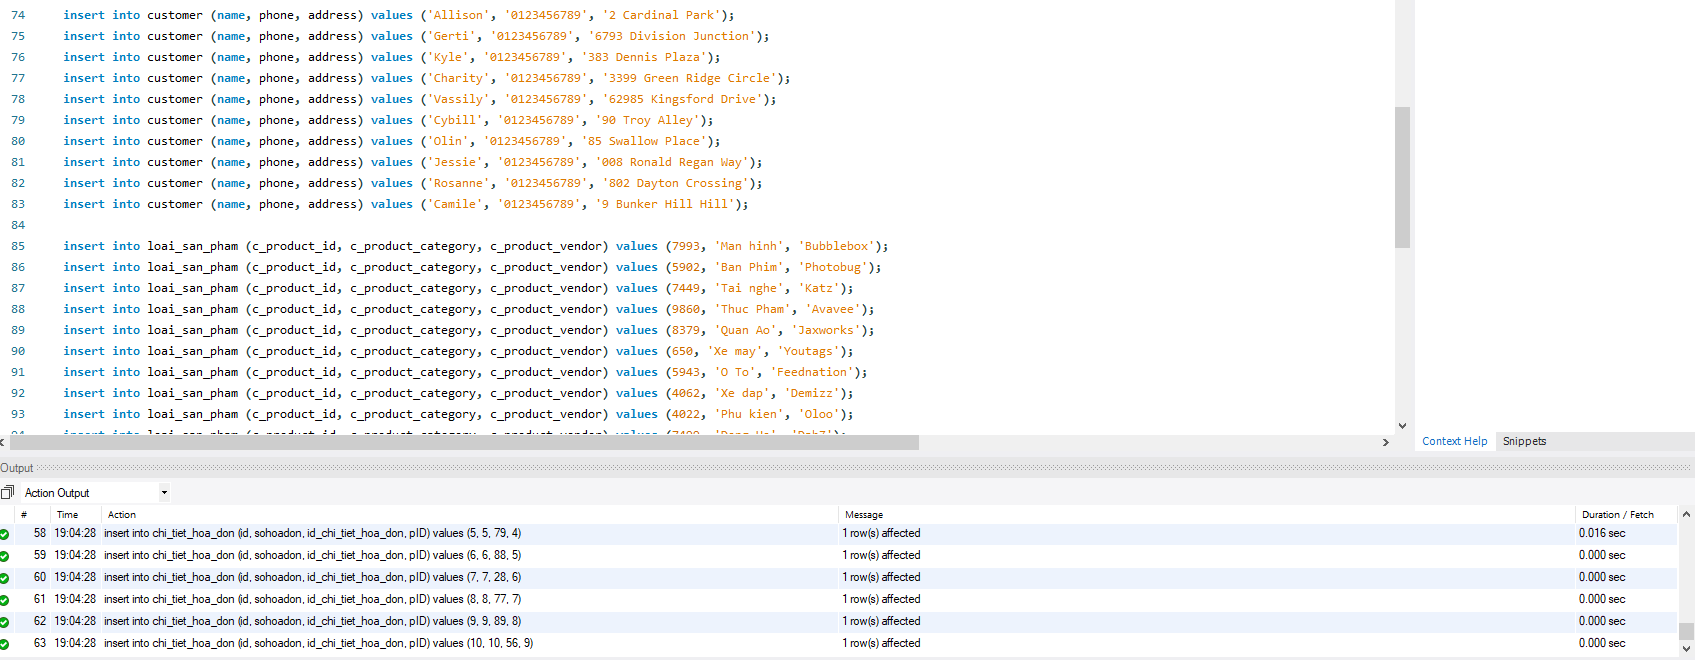 74 insert into customer (name, phone, address) values ('Allison', '0123456789', '2 Cardinal Park');
75 insert into customer (name, phone, address) values ('Gerti', '0123456789', '6793 Division Junction');
76 insert into customer (name, phone, address) values ('Kyle', '0123456789', '383 Dennis Plaza');
77 insert into customer (name, phone, address) values ('Charity', '0123456789', '3399 Green Ridge Circle');
78 insert into customer (name, phone, address) values ('Vassily', '0123456789', '62985 Kingsford Drive');
79 insert into customer (name, phone, address) values ('Cybill', '0123456789', '90 Troy Alley');
80 insert into customer (name, phone, address) values ('Olin', '0123456789', '85 Swallow Place');
81 insert into customer (name, phone, address) values ('Jessie', '0123456789', '008 Ronald Regan Way');
82 insert into customer (name, phone, address) values ('Rosanne', '0123456789', '802 Dayton Crossing');
83 insert into customer (name, phone, address) values ('Camile', '0123456789', '9 Bunker Hill Hill');
84
85 insert into loai_san_pham (c_product_id, c_product_category, c_product_vendor) values (7993, 'Man hinh', 'Bubblebox');
86 insert into loai_san_pham (c_product_id, c_product_category, c_product_vendor) values (5902, 'Ban Phim', 'Photobug');
87 insert into loai_san_pham (c_product_id, c_product_category, c_product_vendor) values (7449, 'Tai nghe', 'Katz');
88 insert into loai_san_pham (c_product_id, c_product_category, c_product_vendor) values (9860, 'Thuc Pham', 'Avavee');
89 insert into loai_san_pham (c_product_id, c_product_category, c_product_vendor) values (8379, 'Quan Ao', 'Jaxworks');
90 insert into loai_san_pham (c_product_id, c_product_category, c_product_vendor) values (650, 'Xe may', 'Youtags');
91 insert into loai_san_pham (c_product_id, c_product_category, c_product_vendor) values (5943, 'O To', 'Feednation');
92 insert into loai_san_pham (c_product_id, c_product_category, c_product_vendor) values (4062, 'Xe dap', 'Demizz');
93 insert into loai_san_pham (c_product_id, c_product_category, c_product_vendor) values (4022, 'Phu kien', 'Oloo');
Context Help Snippets
Output
Action Output
# Time Action Message Duration / Fetch
58 19:04:28 insert into chi_tiet_hoa_don (id, sohoadon, id_chi_tiet_hoa_don, pID) values (5, 5, 79, 4) 1 row(s) affected 0.016 sec
59 19:04:28 insert into chi_tiet_hoa_don (id, sohoadon, id_chi_tiet_hoa_don, pID) values (6, 6, 88, 5) 1 row(s) affected 0.000 sec
60 19:04:28 insert into chi_tiet_hoa_don (id, sohoadon, id_chi_tiet_hoa_don, pID) values (7, 7, 28, 6) 1 row(s) affected 0.000 sec
61 19:04:28 insert into chi_tiet_hoa_don (id, sohoadon, id_chi_tiet_hoa_don, pID) values (8, 8, 77, 7) 1 row(s) affected 0.000 sec
62 19:04:28 insert into chi_tiet_hoa_don (id, sohoadon, id_chi_tiet_hoa_don, pID) values (9, 9, 89, 8) 1 row(s) affected 0.000 sec
63 19:04:28 insert into chi_tiet_hoa_don (id, sohoadon, id_chi_tiet_hoa_don, pID) values (10, 10, 56, 9) 1 row(s) affected 0.000 sec